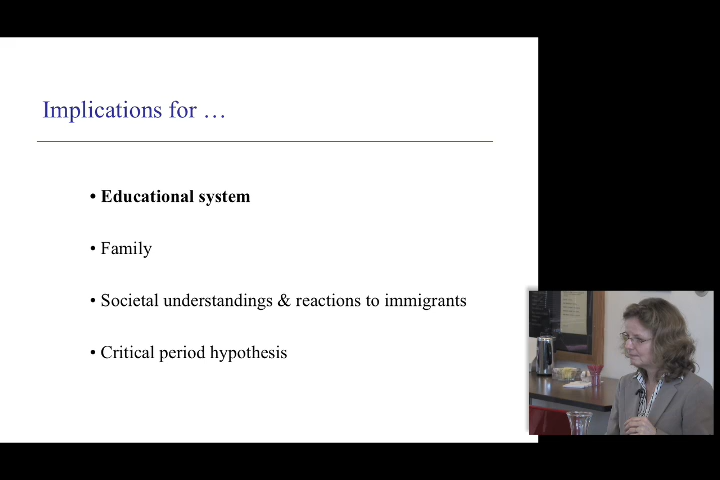 Implications for …
• Educational system
• Family
• Societal understandings & reactions to immigrants
• Critical period hypothesis